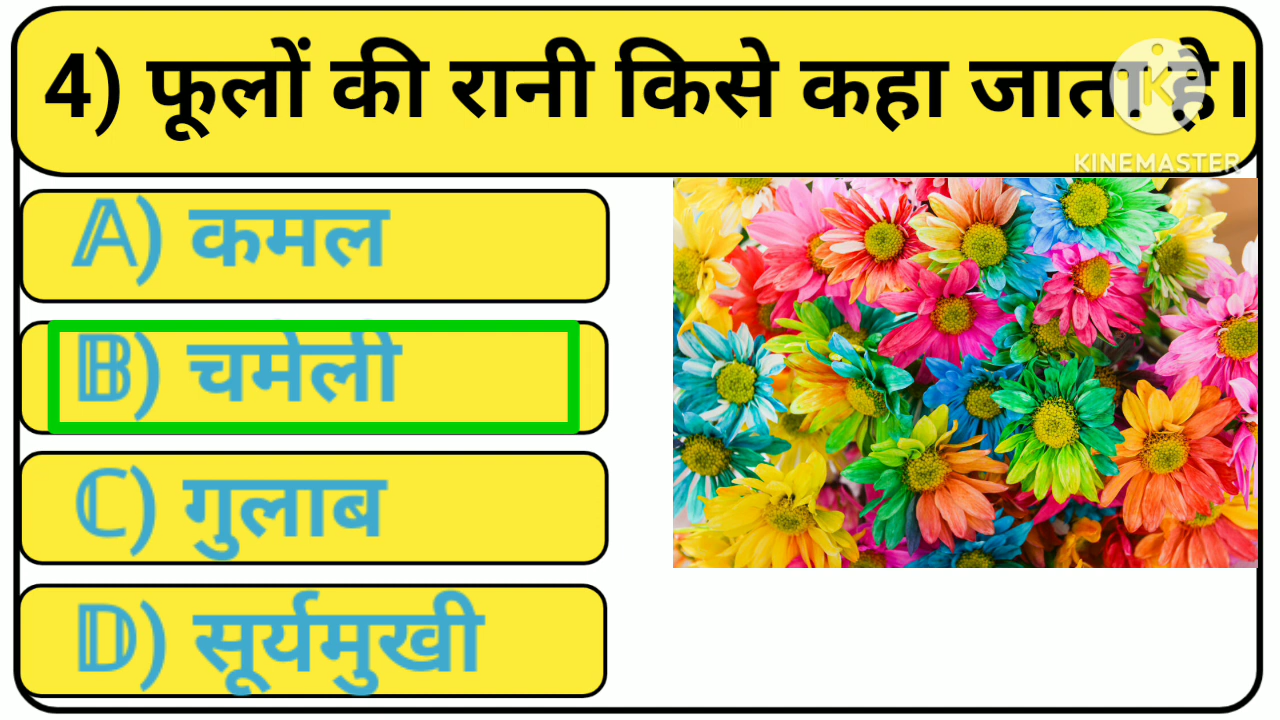 4) फूलों की रानी किसे कहा जाता है।
KINEMASTER
A) कमल
B) चमेली
C) गुलाब
D) सूर्यमुखी